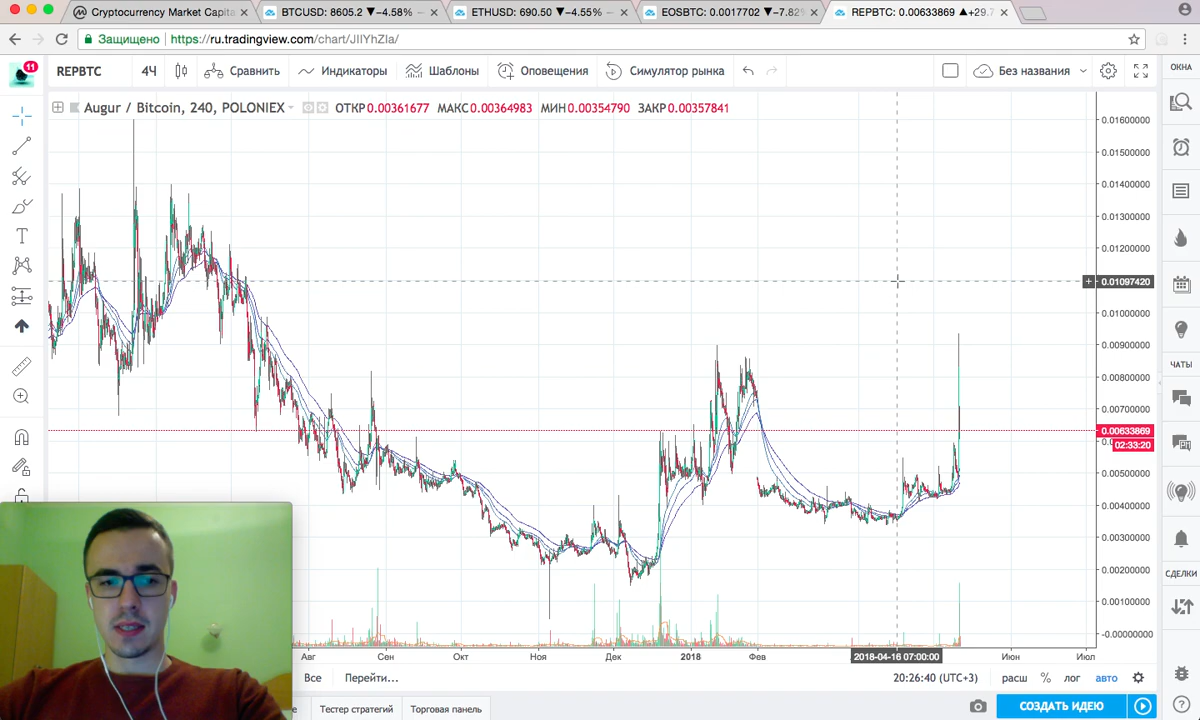 Cryptocurrency Market Capita
BTCUSD: 8605.2 ▼−4.58%
ETHUSD: 690.50 ▼−4.55%
EOSBTC: 0.0017702 ▼−7.82%
REPBTC: 0.00633869 ▲+29.7
Защищено https://ru.tradingview.com/chart/JIIYhZIa/
11
REPBTC 4Ч Сравнить Индикаторы Шаблоны Оповещения Симулятор рынка Без названия
ОКНА
Augur / Bitcoin, 240, POLONIEX ОТКР 0.00361677 МАКС 0.00364983 МИН 0.00354790 ЗАКР 0.00357841
0.01600000
0.01500000
0.01400000
0.01300000
0.01200000
0.01097420
0.01000000
0.00900000
ЧАТЫ
0.00800000
0.00700000
0.00633869
02:33:20
0.00500000
0.00400000
0.00300000
СДЕЛКИ
0.00200000
0.00100000
-0.00000000
Авг Сен Окт Ноя Дек 2018 Фев 2018-04-16 07:00:00 Июн Июл
Все Перейти... 20:26:40 (UTC+3) расш % лог авто
Тестер стратегий Торговая панель СОЗДАТЬ ИДЕЮ